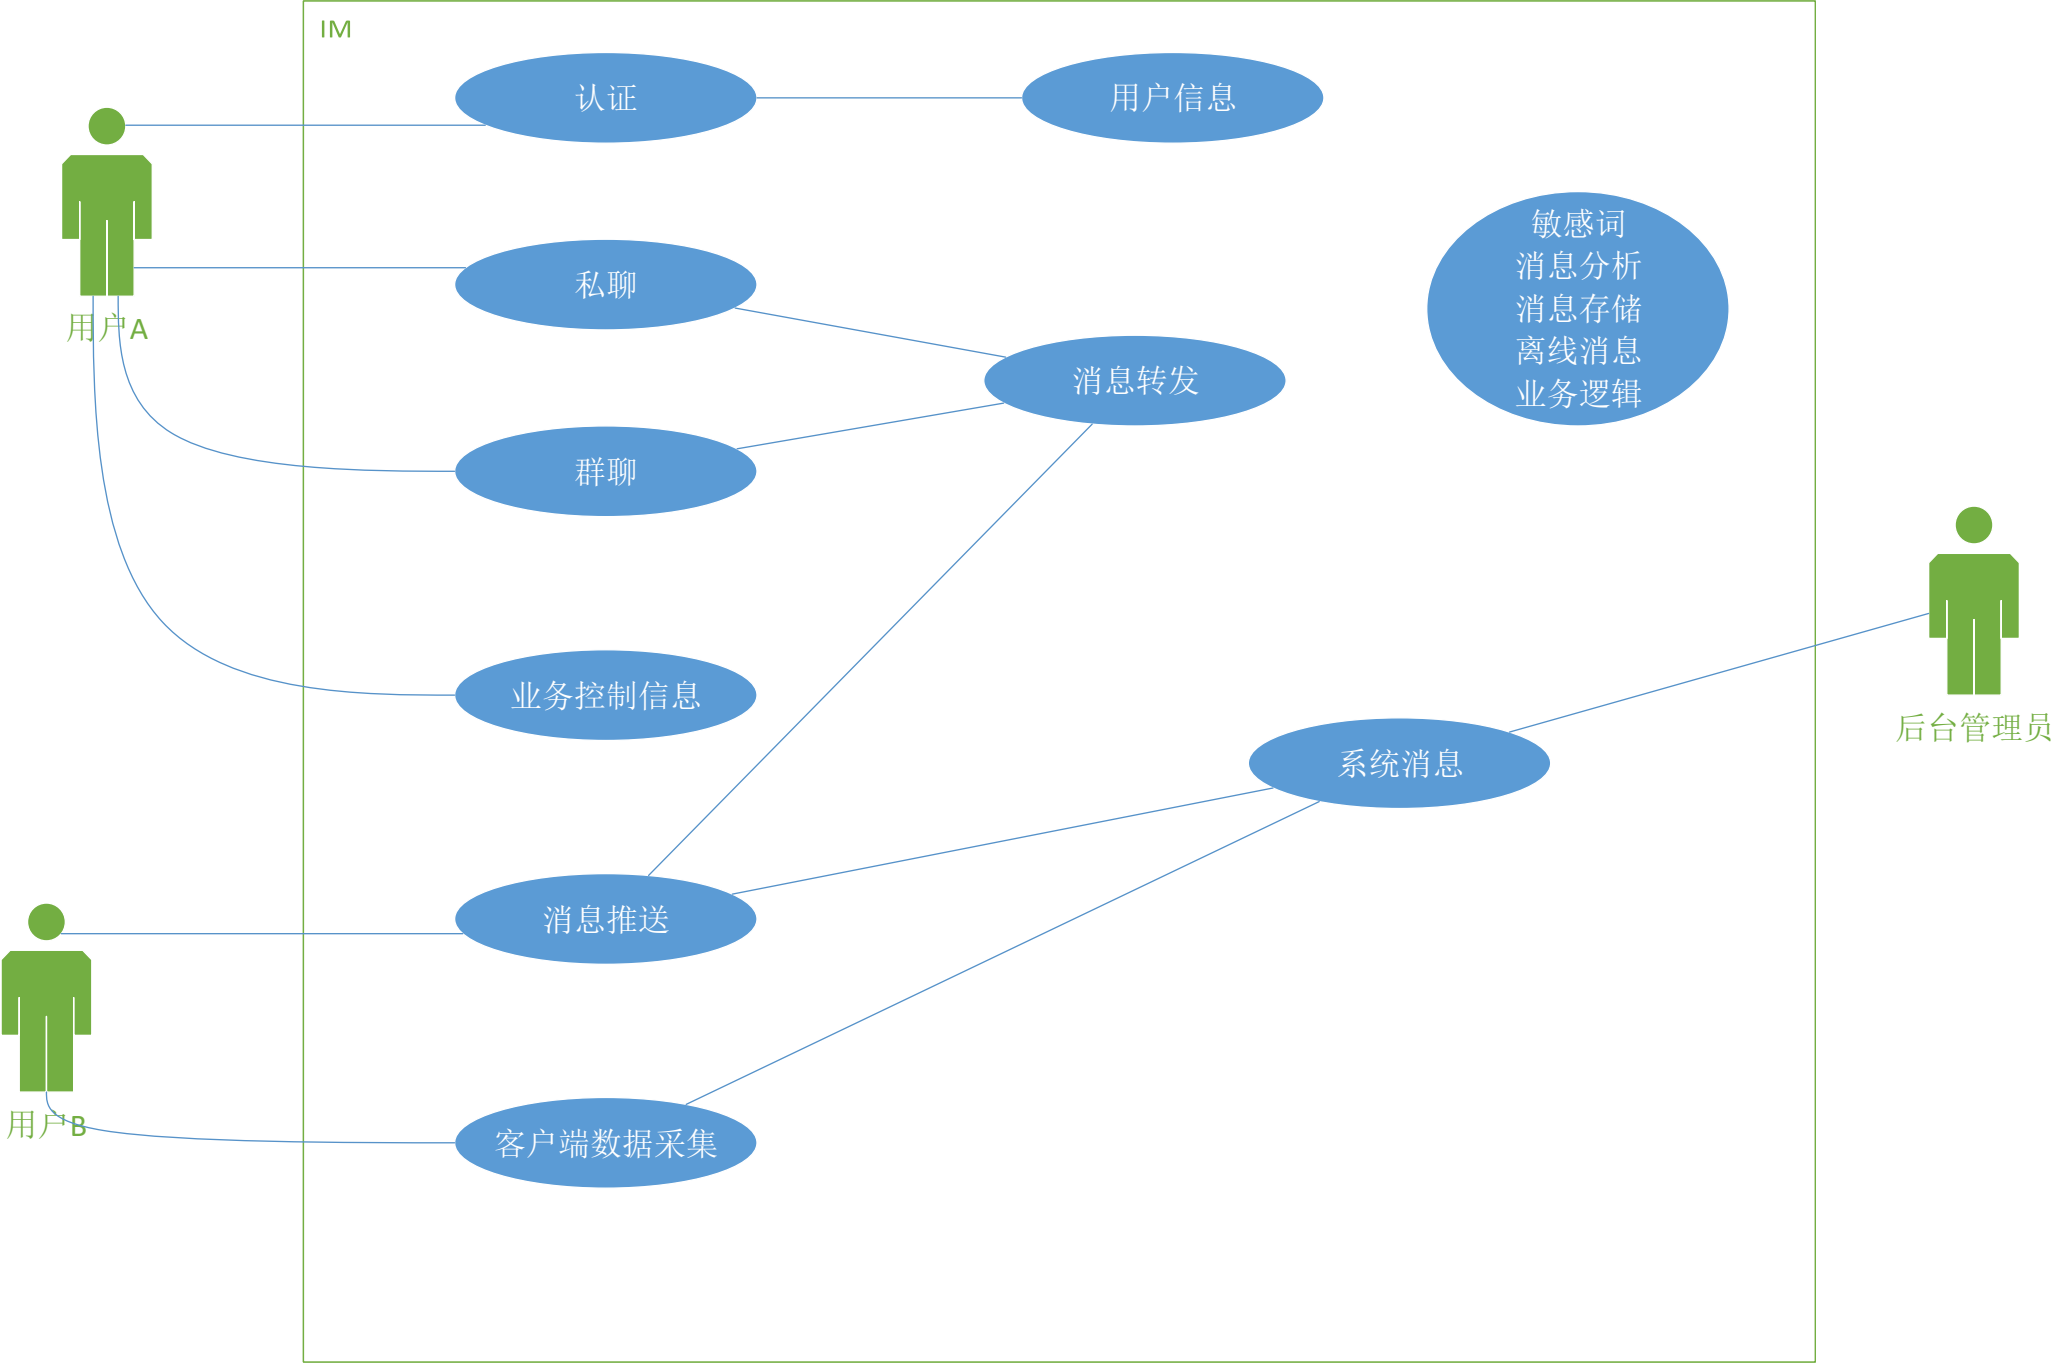 IM
认证
用户信息
用户A
私聊
敏感词
消息分析
消息存储
离线消息
业务逻辑
消息转发
群聊
业务控制信息
后台管理员
系统消息
消息推送
用户B
客户端数据采集